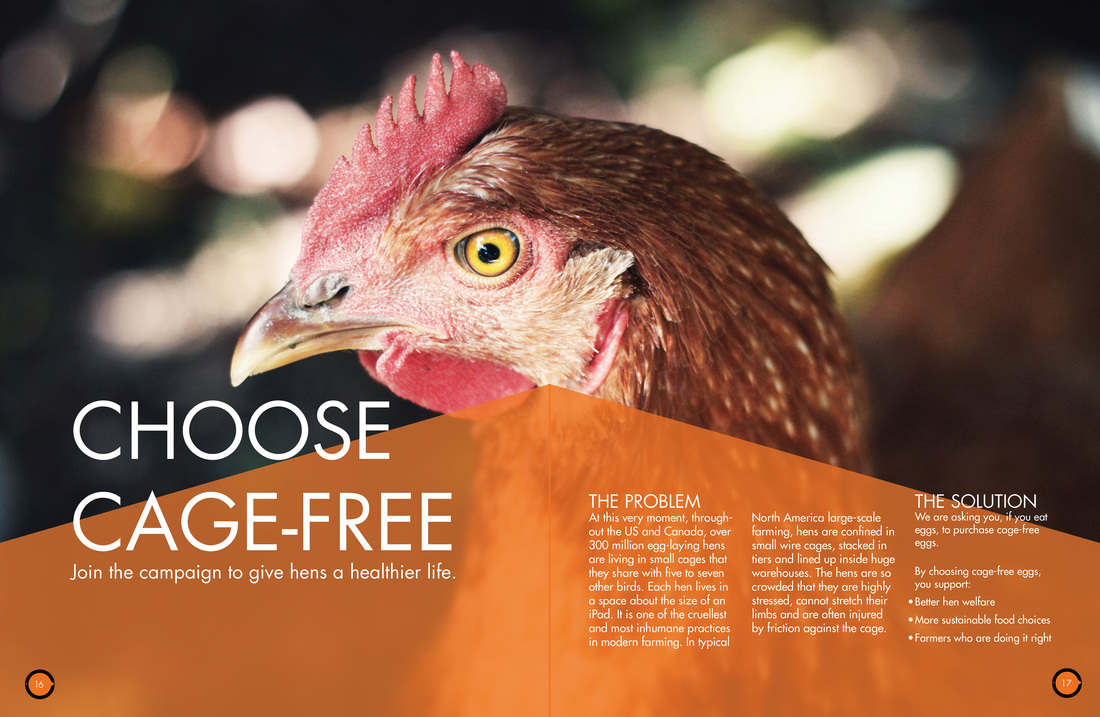 CHOOSE
CAGE-FREE
Join the campaign to give hens a healthier life.
THE PROBLEM
At this very moment, through-
out the US and Canada, over
300 million egg-laying hens
are living in small cages that
they share with five to seven
other birds. Each hen lives in
a space about the size of an
iPad. It is one of the cruellest
and most inhumane practices
in modern farming. In typical
North America large-scale
farming, hens are confined in
small wire cages, stacked in
tiers and lined up inside huge
warehouses. The hens are so
crowded that they are highly
stressed, cannot stretch their
limbs and are often injured
by friction against the cage.
THE SOLUTION
We are asking you, if you eat
eggs, to purchase cage-free
eggs.
By choosing cage-free eggs,
you support:
•Better hen welfare
•More sustainable food choices
•Farmers who are doing it right
16
17